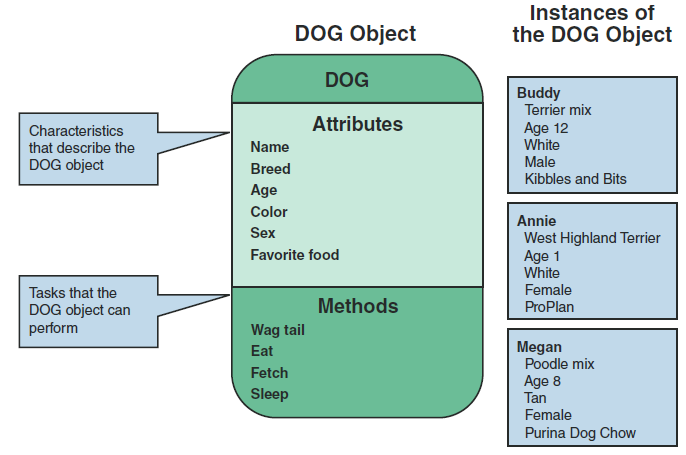 DOG Object
Instances of
the DOG Object
DOG
Characteristics
that describe the
DOG object
Attributes
Name
Breed
Age
Color
Sex
Favorite food
Tasks that the
DOG object can
perform
Methods
Wag tail
Eat
Fetch
Sleep
Buddy
Terrier mix
Age 12
White
Male
Kibbles and Bits
Annie
West Highland Terrier
Age 1
White
Female
ProPlan
Megan
Poodle mix
Age 8
Tan
Female
Purina Dog Chow